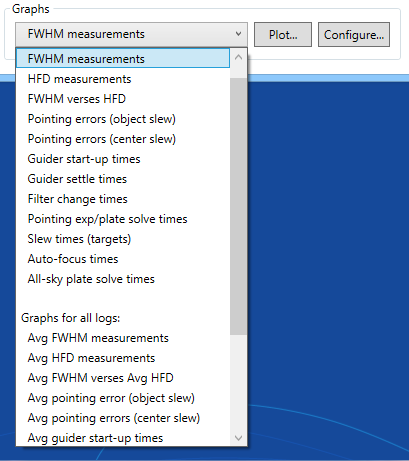 Graphs
FWHM measurements
Plot...
Configure...
FWHM measurements
HFD measurements
FWHM verses HFD
Pointing errors (object slew)
Pointing errors (center slew)
Guider start-up times
Guider settle times
Filter change times
Pointing exp/plate solve times
Slew times (targets)
Auto-focus times
All-sky plate solve times
Graphs for all logs:
Avg FWHM measurements
Avg HFD measurements
Avg FWHM verses Avg HFD
Avg pointing error (object slew)
Avg pointing errors (center slew)
Avg guider start-up times